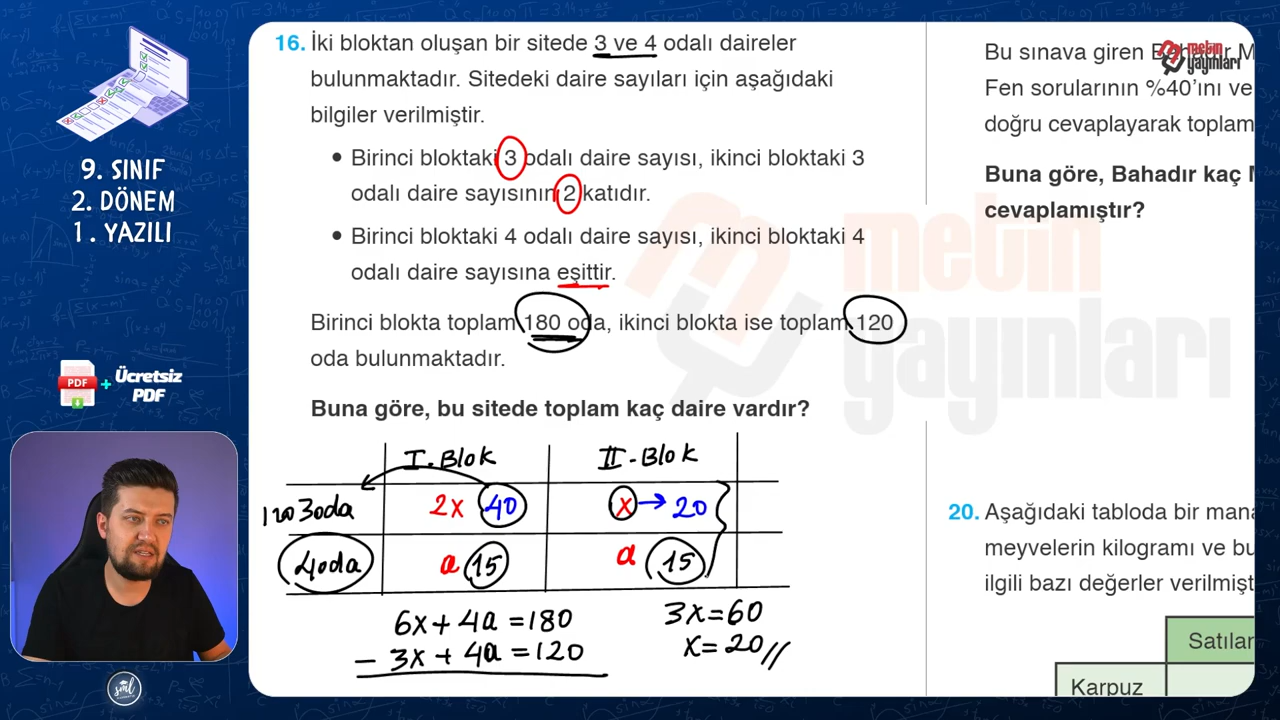 9. SINIF
2. DÖNEM
1. YAZILI
PDF
+ Ücretsiz
PDF
sml
16. İki bloktan oluşan bir sitede 3 ve 4 odalı daireler
bulunmaktadır. Sitedeki daire sayıları için aşağıdaki
bilgiler verilmiştir.
• Birinci bloktaki 3 odalı daire sayısı, ikinci bloktaki 3
odalı daire sayısının 2 katıdır.
• Birinci bloktaki 4 odalı daire sayısı, ikinci bloktaki 4
odalı daire sayısına eşittir.
Birinci blokta toplam 180 oda, ikinci blokta ise toplam 120
oda bulunmaktadır.
Buna göre, bu sitede toplam kaç daire vardır?
I-Blok II-Blok
120 3oda 2x 40 x → 20
4oda a 15 a 15
6x + 4a = 180 3x = 60
- 3x + 4a = 120 x = 20 //
Bu sınava giren
Fen sorularının %40'ını ve
doğru cevaplayarak toplam
Buna göre, Bahadır kaç
cevaplamıştır?
metin
yayınları
metin
yayınları
20. Aşağıdaki tabloda bir
meyvelerin kilogramı ve bu
ilgili bazı değerler
Karpuz